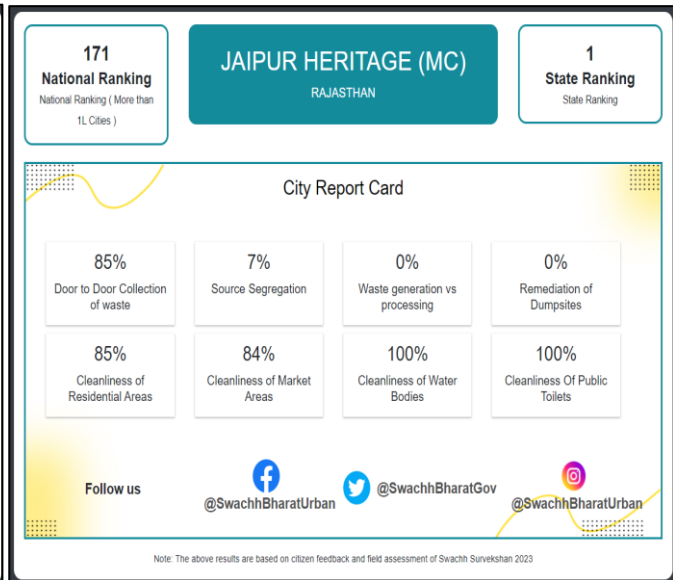 171
National Ranking
National Ranking ( More than
1L Cities )
JAIPUR HERITAGE (MC)
RAJASTHAN
1
State Ranking
State Ranking
City Report Card
85%
Door to Door Collection
of waste
7%
Source Segregation
0%
Waste generation vs
processing
0%
Remediation of
Dumpsites
85%
Cleanliness of
Residential Areas
84%
Cleanliness of Market
Areas
100%
Cleanliness of Water
Bodies
100%
Cleanliness Of Public
Toilets
Follow us
@SwachhBharatUrban
@SwachhBharatGov
@SwachhBharatUrban
Note: The above results are based on citizen feedback and field assessment of Swachh Survekshan 2023